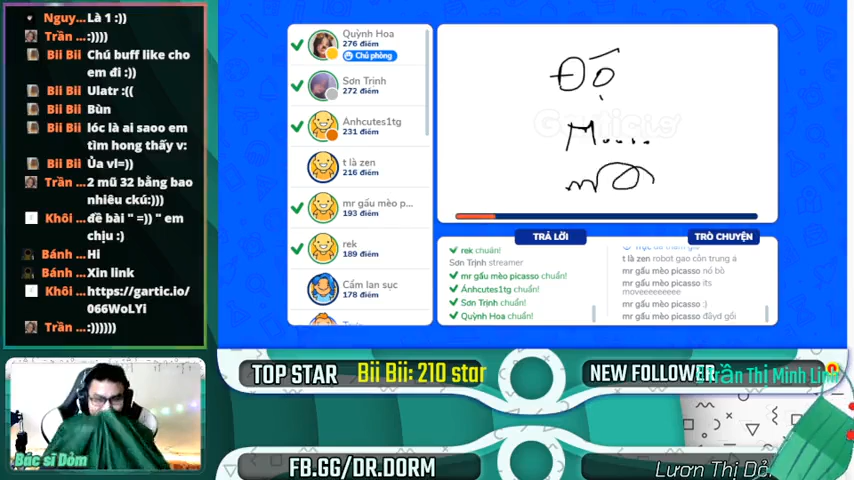 Nguy... Là 1 :))
Trần :))))
Bii Bii Chú buff like cho
em đi :))
Bii Bii Ulatr :((
Bii Bii Bùn
Bii Bii lóc là ai saoo em
tìm hong thấy v:
Bii Bii Ủa vl=))
Trần 2 mũ 32 bằng bao
nhiêu ckú:)))
Khôi đề bài " =)) " em
chịu :)
Bánh Hi
Bánh Xin link
Khôi https://gartic.io/
066WoLYi
Trần :))))))
Quỳnh Hoa
276 điểm
Chủ phòng
Sơn Trinh
272 điểm
Ánhcutes1tg
231 điểm
t là zen
216 điểm
mr gấu mèo p...
193 điểm
rek
189 điểm
Cẩm lan sục
178 điểm
Gartic.io
TRẢ LỜI
rek chuẩn!
Sơn Trịnh streamer
mr gấu mèo picasso chuẩn!
Ánhcutes1tg chuẩn!
Sơn Trịnh chuẩn!
Quỳnh Hoa chuẩn!
TRÒ CHUYỆN
t là zen robot gao côn trung á
mr gấu mèo picasso nó bò
mr gấu mèo picasso its
moveeeeeeeee
mr gấu mèo picasso :)
mr gấu mèo picasso đâyd gối
TOP STAR
Bii Bii: 210 star
NEW FOLLOWER
Trần Thị Minh Linh
Bác sĩ Dỏm
FB.GG/DR.DORM
Lươn Thị Dỏ